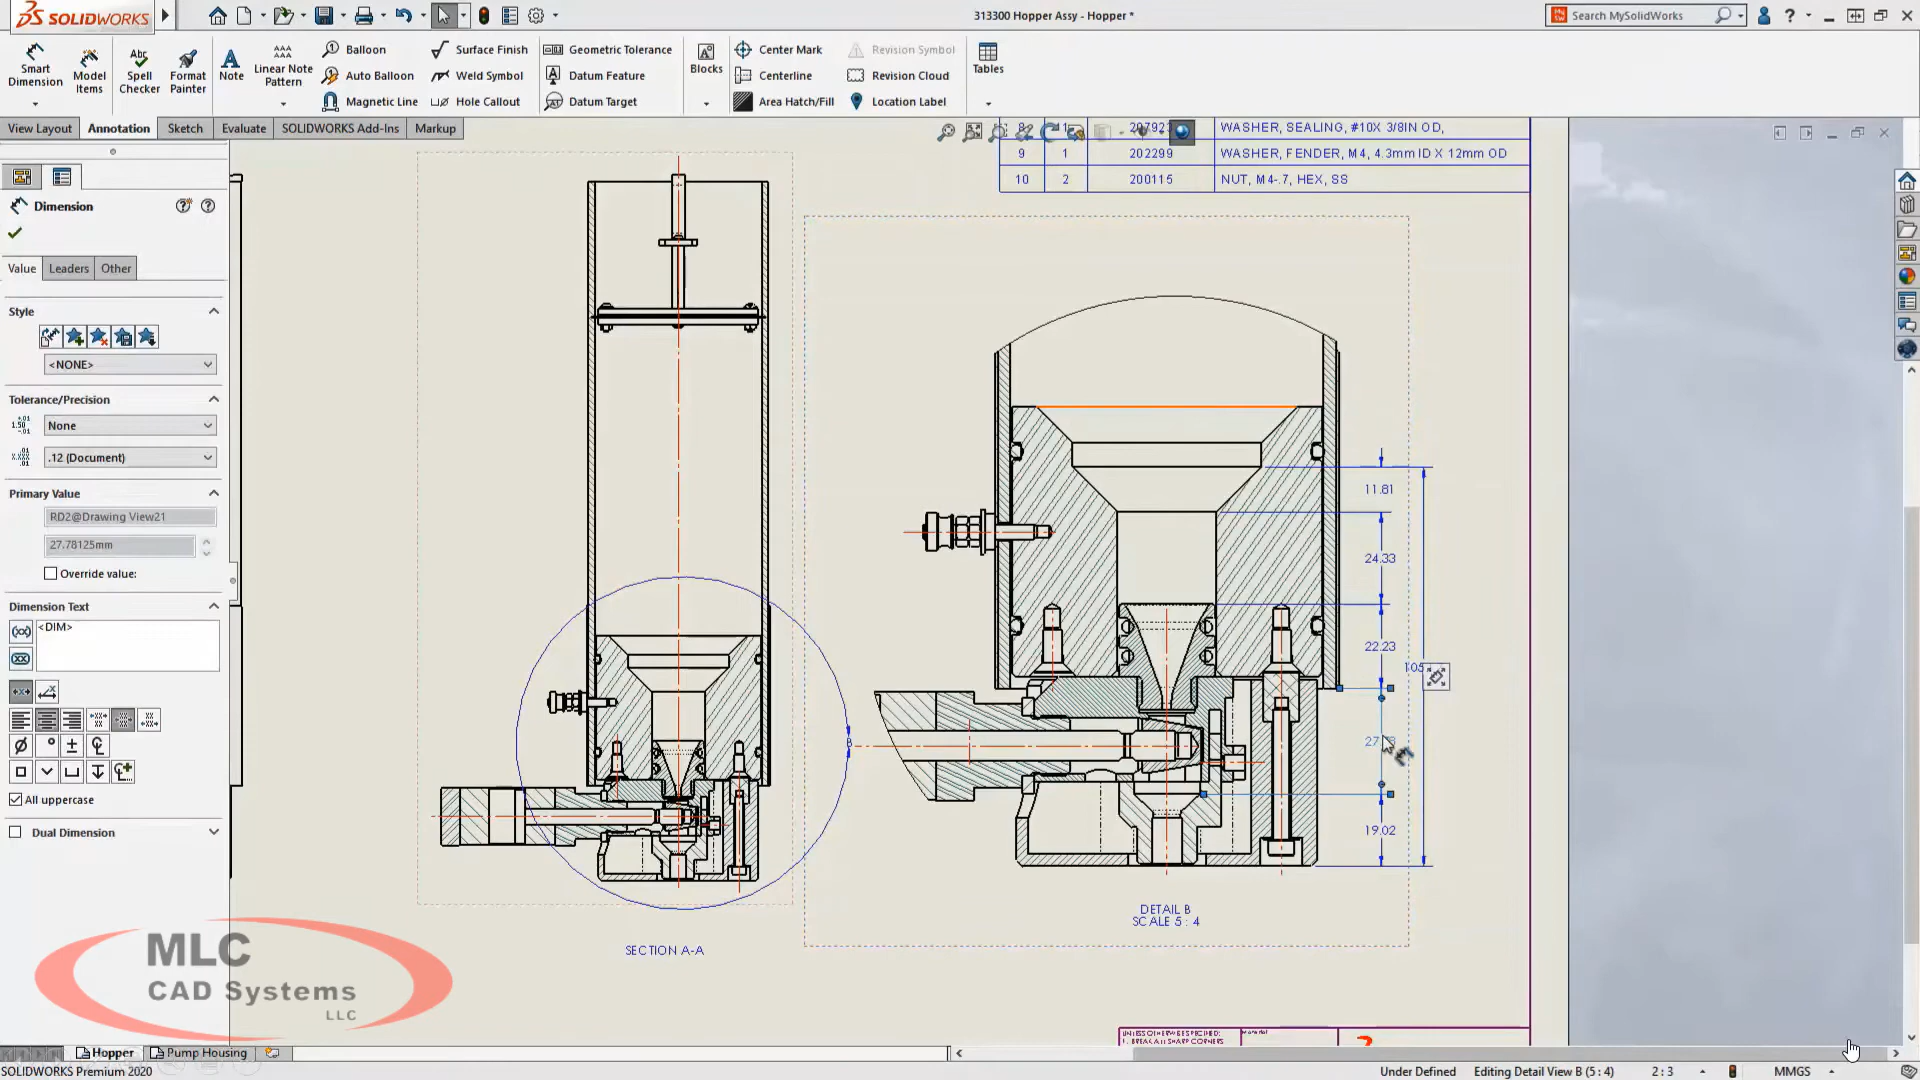 SOLIDWORKS
313300 Hopper Assy - Hopper *
Search MySolidWorks
Smart Dimension
Model Items
Abc
Spell Checker
Format Painter
Note
Linear Note Pattern
Balloon
Auto Balloon
Magnetic Line
Surface Finish
Weld Symbol
Hole Callout
Geometric Tolerance
Datum Feature
Datum Target
Blocks
Center Mark
Centerline
Area Hatch/Fill
Revision Symbol
Revision Cloud
Location Label
Tables
View Layout
Annotation
Sketch
Evaluate
SOLIDWORKS Add-Ins
Markup
Dimension
Value
Leaders
Other
Style
<NONE>
Tolerance/Precision
None
.12 (Document)
Primary Value
RD2@Drawing View21
27.78125mm
Override value:
Dimension Text
<DIM>
All uppercase
Dual Dimension
WASHER, SEALING, #10X 3/8IN OD,
9 1 202299 WASHER, FENDER, M4, 4.3mm ID X 12mm OD
10 2 200115 NUT, M4-.7, HEX, SS
11.81
24.33
22.23
105
19.02
B
DETAIL B
SCALE 5 : 4
SECTION A-A
MLC
CAD Systems
LLC
Hopper
Pump Housing
SOLIDWORKS Premium 2020
Under Defined
Editing Detail View B (5 : 4)
2 : 3
MMGS